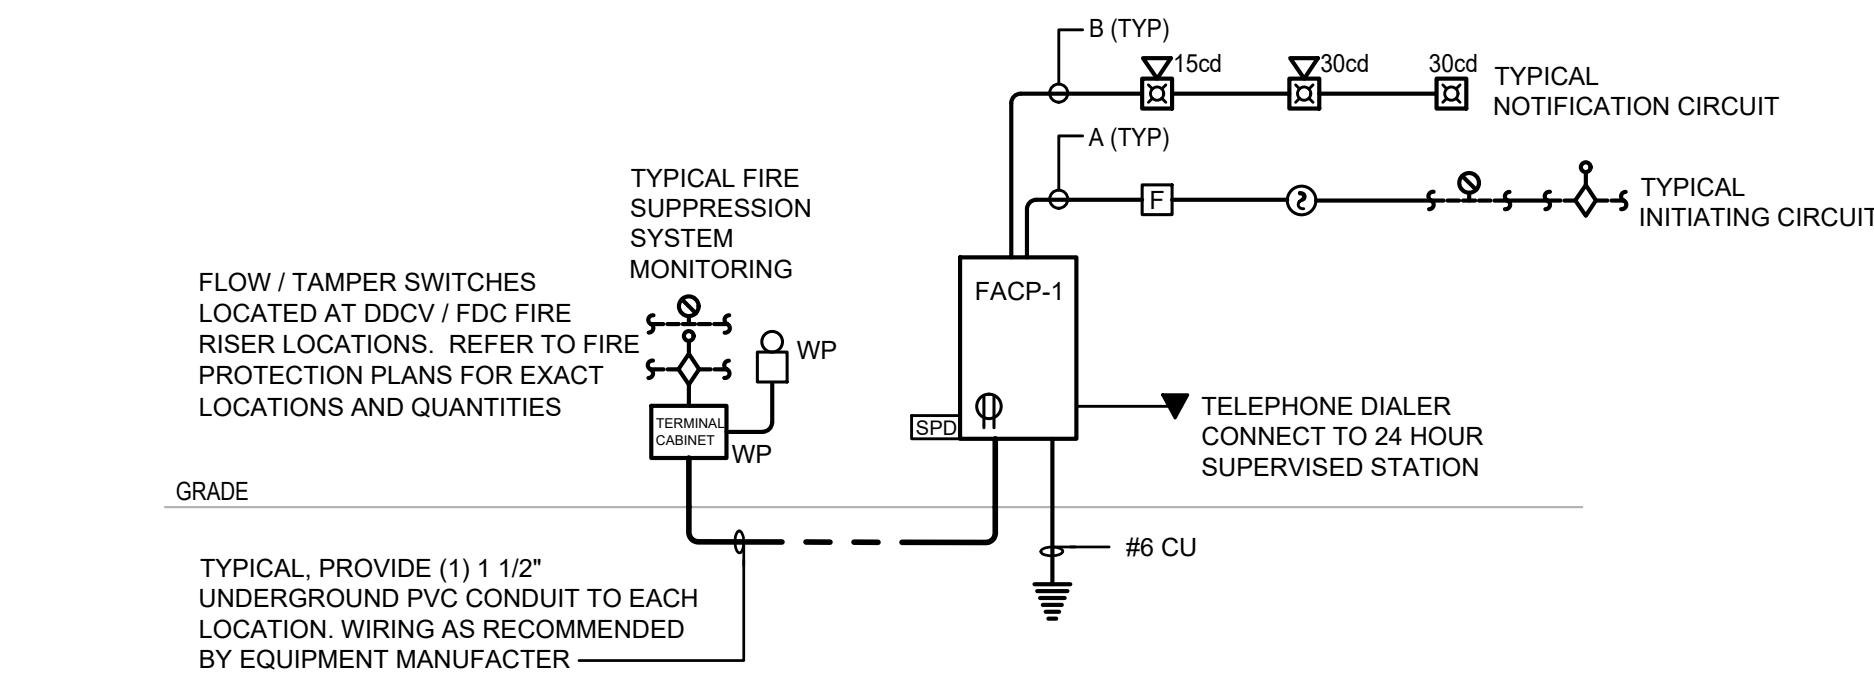 B (TYP)
15cd
30cd
30cd
TYPICAL
NOTIFICATION CIRCUIT
A (TYP)
F
TYPICAL
INITIATING CIRCUIT
TYPICAL FIRE
SUPPRESSION
SYSTEM
MONITORING
FLOW / TAMPER SWITCHES
LOCATED AT DDCV / FDC FIRE
RISER LOCATIONS. REFER TO FIRE
PROTECTION PLANS FOR EXACT
LOCATIONS AND QUANTITIES
WP
TERMINAL
CABINET
WP
FACP-1
SPD
TELEPHONE DIALER
CONNECT TO 24 HOUR
SUPERVISED STATION
GRADE
#6 CU
TYPICAL, PROVIDE (1) 1 1/2"
UNDERGROUND PVC CONDUIT TO EACH
LOCATION. WIRING AS RECOMMENDED
BY EQUIPMENT MANUFACTER